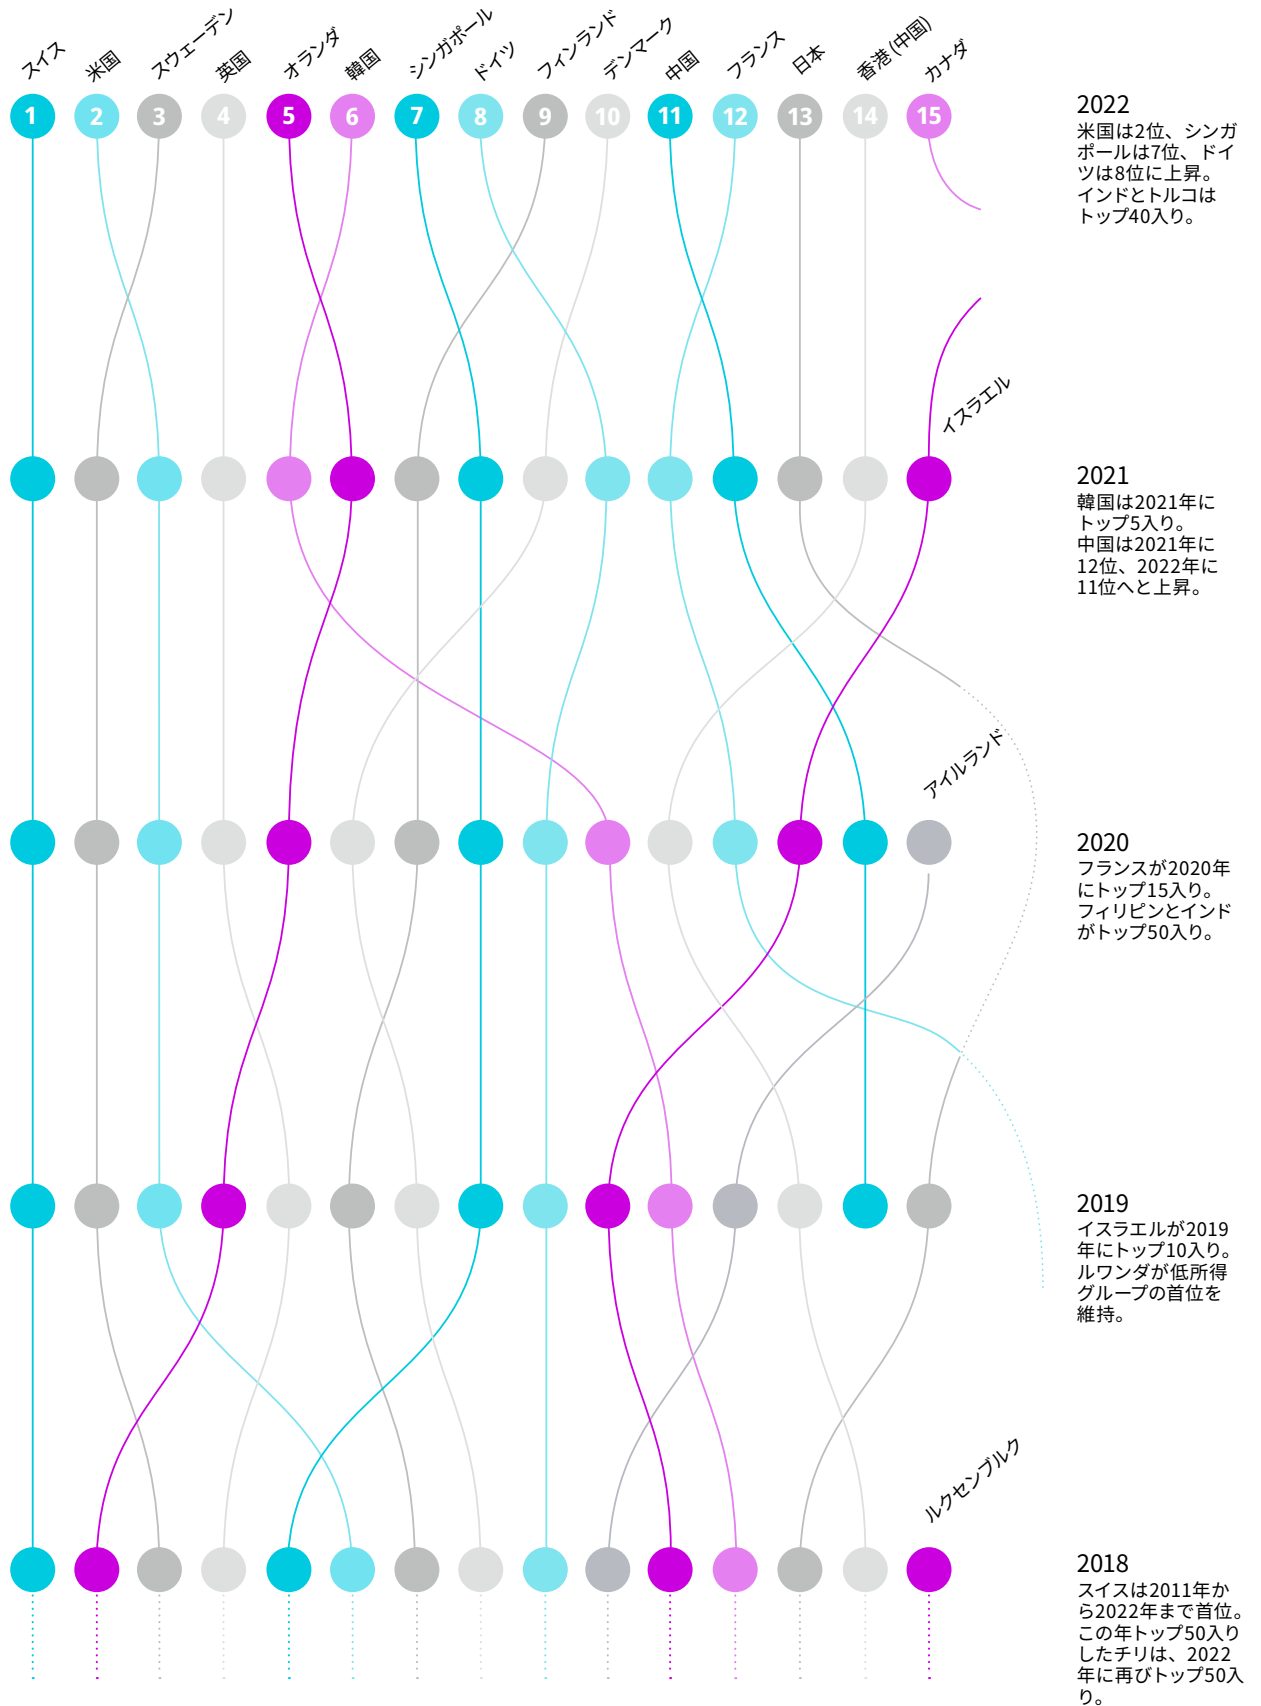 スイス
米国
スウェーデン
英国
オランダ
韓国
シンガポール
ドイツ
フィンランド
デンマーク
中国
フランス
日本
香港 (中国)
カナダ
1
2
3
4
5
6
7
8
9
10
11
12
13
14
15
2022
米国は2位、シンガ
ポールは7位、ドイ
ツは8位に上昇。
インドとトルコは
トップ40入り。
イスラエル
2021
韓国は2021年に
トップ5入り。
中国は2021年に
12位、2022年に
11位へと上昇。
アイルランド
2020
フランスが2020年
にトップ15入り。
フィリピンとインド
がトップ50入り。
2019
イスラエルが2019
年にトップ10入り。
ルワンダが低所得
グループの首位を
維持。
ルクセンブルク
2018
スイスは2011年か
ら2022年まで首位。
この年トップ50入り
したチリは、2022
年に再びトップ50入
り。